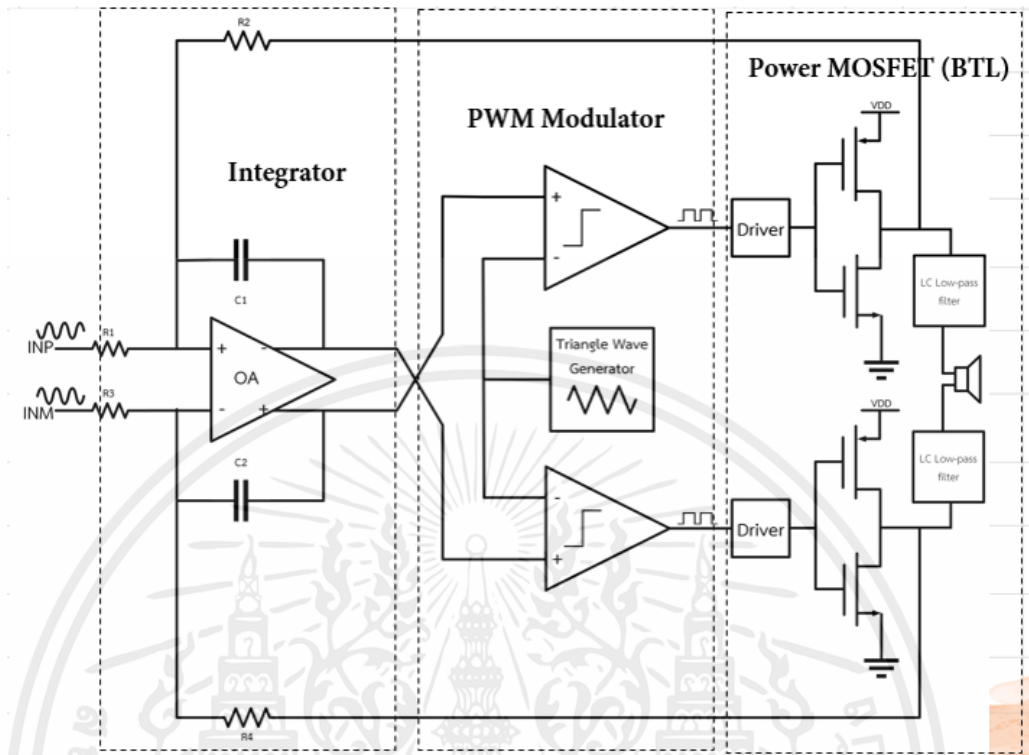 R2
Power MOSFET (BTL)
VDD
PWM Modulator
Integrator
+
-
Driver
C1
LC Low-pass
filter
INP
R1
+
-
OA
Triangle Wave
Generator
INM
R3
-
+
VDD
C2
LC Low-pass
filter
-
+
Driver
R4